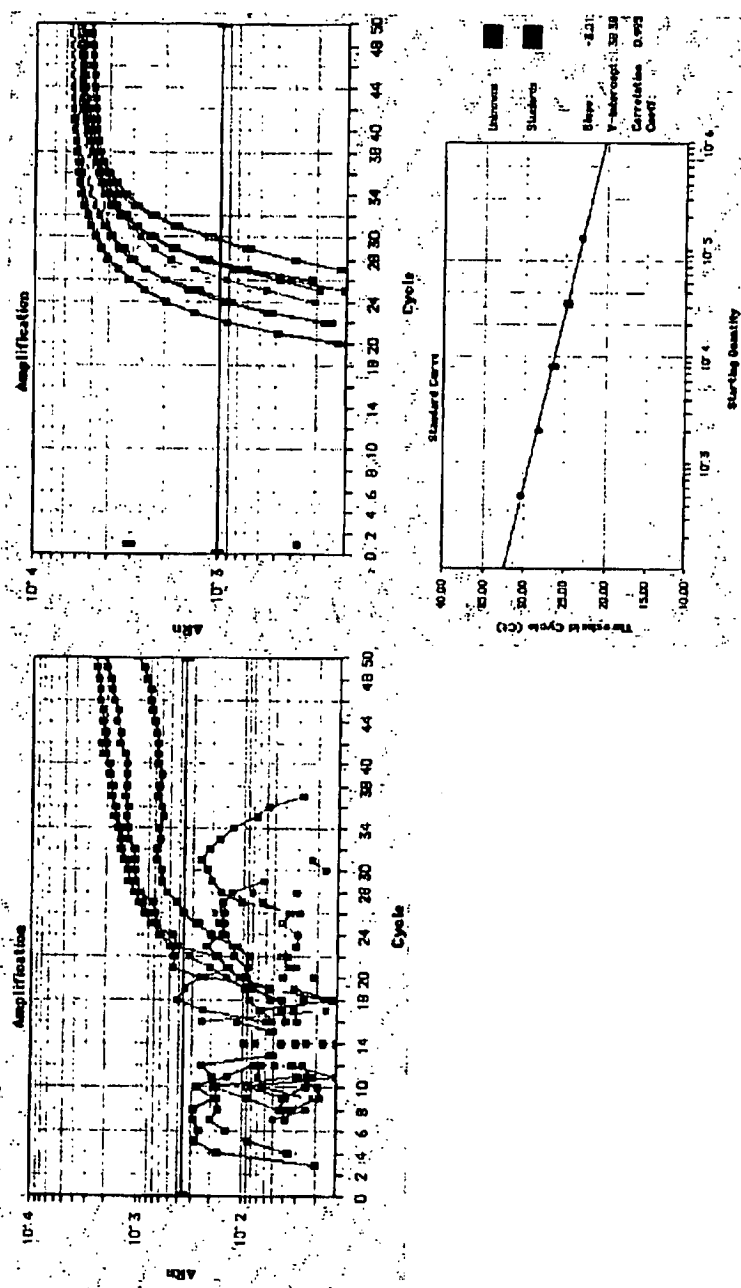 Amplification
10^4
10^3
10^2
ΔRn
0 2 4 6 8 10 14 18 20 24 28 30 34 38 40 44 48 50
Cycle
Amplification
10^4
10^3
ΔRn
0 2 4 6 8 10 14 18 20 24 28 30 34 38 40 44 48 50
Cycle
Standard Curve
40.00
35.00
30.00
25.00
20.00
15.00
10.00
Threshold Cycle (Ct)
10^3 10^4 10^5 10^6
Starting Quantity
Unknowns
Standards
Slope:
Y-Intercept:
Correlation 0.995
Coeff: